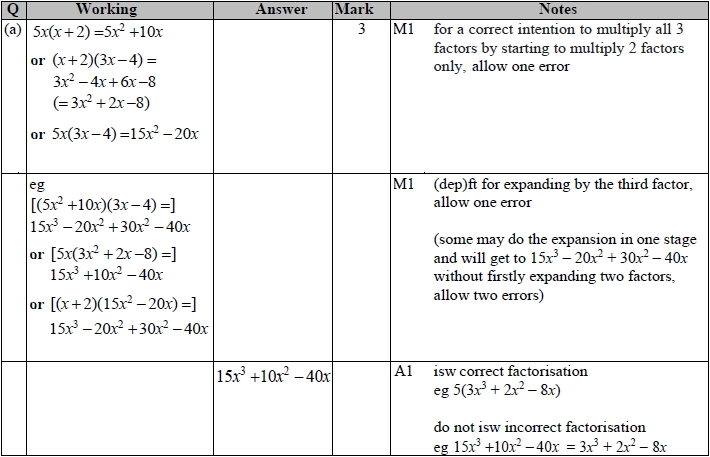 Q Working Answer Mark Notes
(a) 5x(x + 2) =5x² +10x 3 M1 for a correct intention to multiply all 3
factors by starting to multiply 2 factors
or (x+2)(3x−4) = only, allow one error
3x² −4x+6x−8
(=3x² +2x−8)
or 5x(3x−4) =15x² −20x
eg M1 (dep)ft for expanding by the third factor,
[(5x² +10x)(3x−4) =] allow one error
15x³ −20x² +30x² −40x
(some may do the expansion in one stage
or [5x(3x² +2x−8) =] and will get to 15x³ – 20x² + 30x² – 40x
15x³ +10x² −40x without firstly expanding two factors,
or [(x+2)(15x² −20x) =] allow two errors)
15x³ −20x² +30x² −40x
15x³ +10x² −40x A1 isw correct factorisation
eg 5(3x³ + 2x² – 8x)
do not isw incorrect factorisation
eg 15x³ +10x² −40x = 3x³ + 2x² – 8x